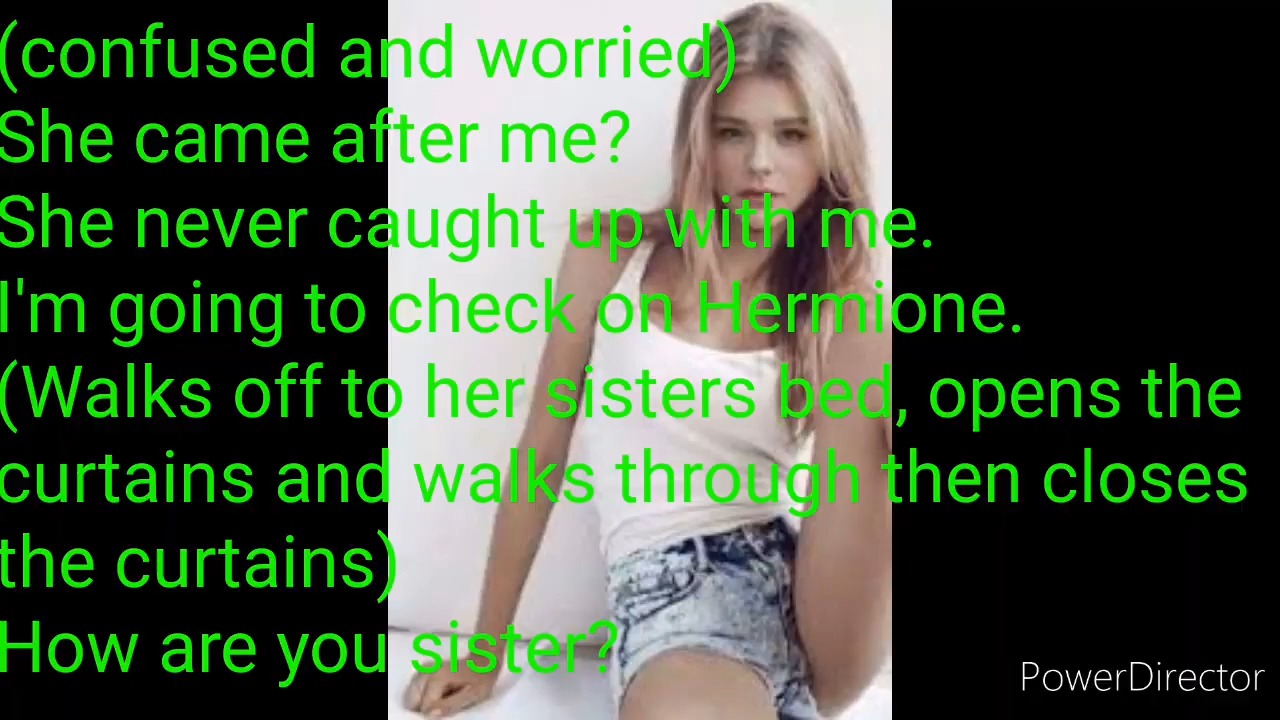 (confused and worried)
She came after me?
She never caught up with me.
I'm going to check on Hermione.
(Walks off to her sisters bed, opens the
curtains and walks through then closes
the curtains)
How are you sister?
PowerDirector